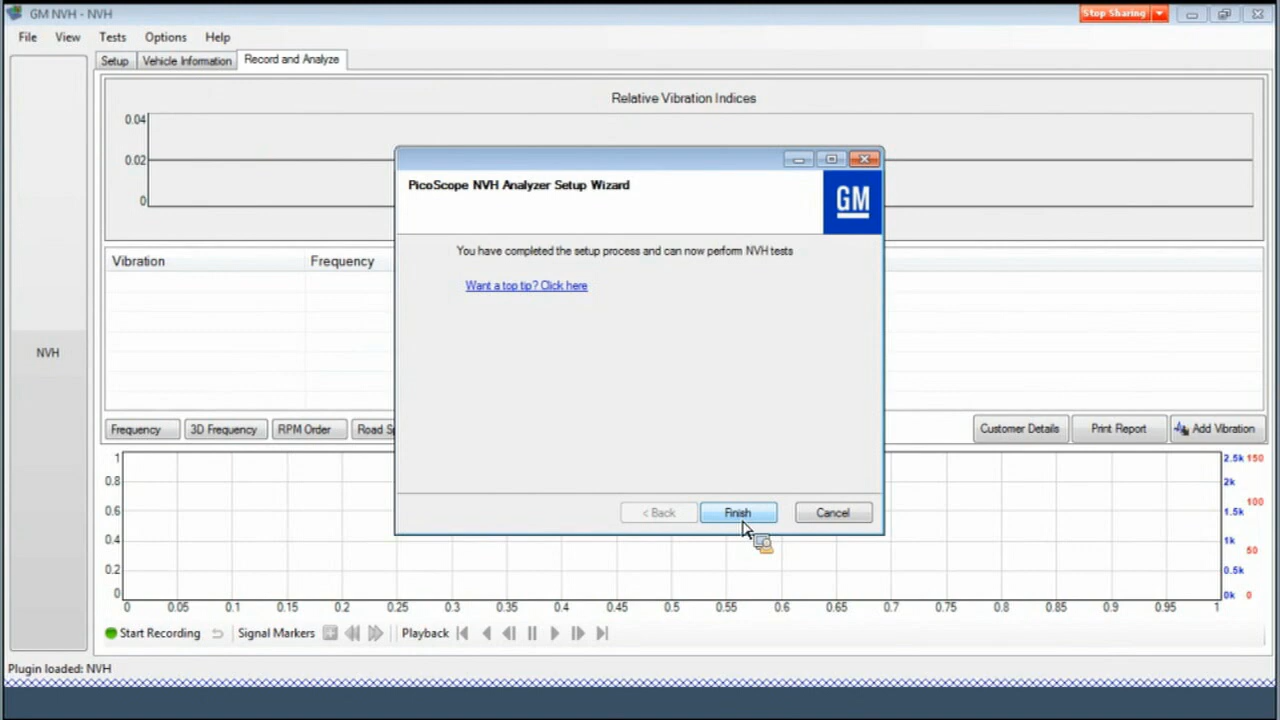 GM NVH - NVH
Stop Sharing
File View Tests Options Help
Setup Vehicle Information Record and Analyze
Relative Vibration Indices
0.04
0.02
0
PicoScope NVH Analyzer Setup Wizard
GM
You have completed the setup process and can now perform NVH tests
Want a top tip? Click here
< Back Finish Cancel
Vibration Frequency
NVH
Frequency 3D Frequency RPM Order Road Sp
Customer Details Print Report Add Vibration
1
0.8
0.6
0.4
0.2
0
2.5k 150
2k
100
1.5k
1k
50
0.5k
0k 0
0 0.05 0.1 0.15 0.2 0.25 0.3 0.35 0.4 0.45 0.5 0.55 0.6 0.65 0.7 0.75 0.8 0.85 0.9 0.95 1
Start Recording Signal Markers Playback
Plugin loaded: NVH